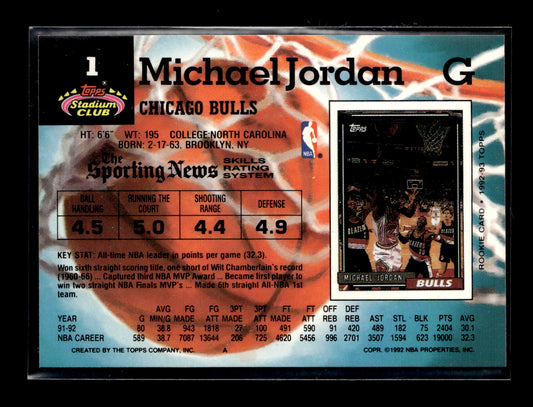 1
Michael Jordan G
Topps
Stadium
CLUB
CHICAGO BULLS
HT: 6'6" WT: 195 COLLEGE: NORTH CAROLINA
BORN: 2-17-63, BROOKLYN, NY
The Sporting News SKILLS RATING SYSTEM
NBA
BALL HANDLING RUNNING THE COURT SHOOTING RANGE DEFENSE
4.5 5.0 4.4 4.9
KEY STAT: All-time NBA leader in points per game (32.3).
Won sixth straight scoring title, one short of Wilt Chamberlain's record
(1960-66) ... Captured third NBA MVP Award ... Became first player to
win two straight NBA Finals MVP's ... Made 6th straight All-NBA 1st
team.
TOPPS
BLAZERS
MICHAEL JORDAN
BULLS
ROOKIE CARD • 1992-93 TOPPS
AVG FG FG 3PT 3PT FT FT OFF DEF
YEAR G MIN/G MADE ATT MADE ATT MADE ATT REB REB AST STL BLK PTS AVG
91-92 80 38.8 943 1818 27 100 491 590 91 420 489 182 75 2404 30.1
NBA CAREER 589 38.7 7087 13644 206 725 4620 5456 996 2701 3507 1594 623 19000 32.3
CREATED BY THE TOPPS COMPANY, INC. A COPR. ©1992 NBA PROPERTIES, INC.